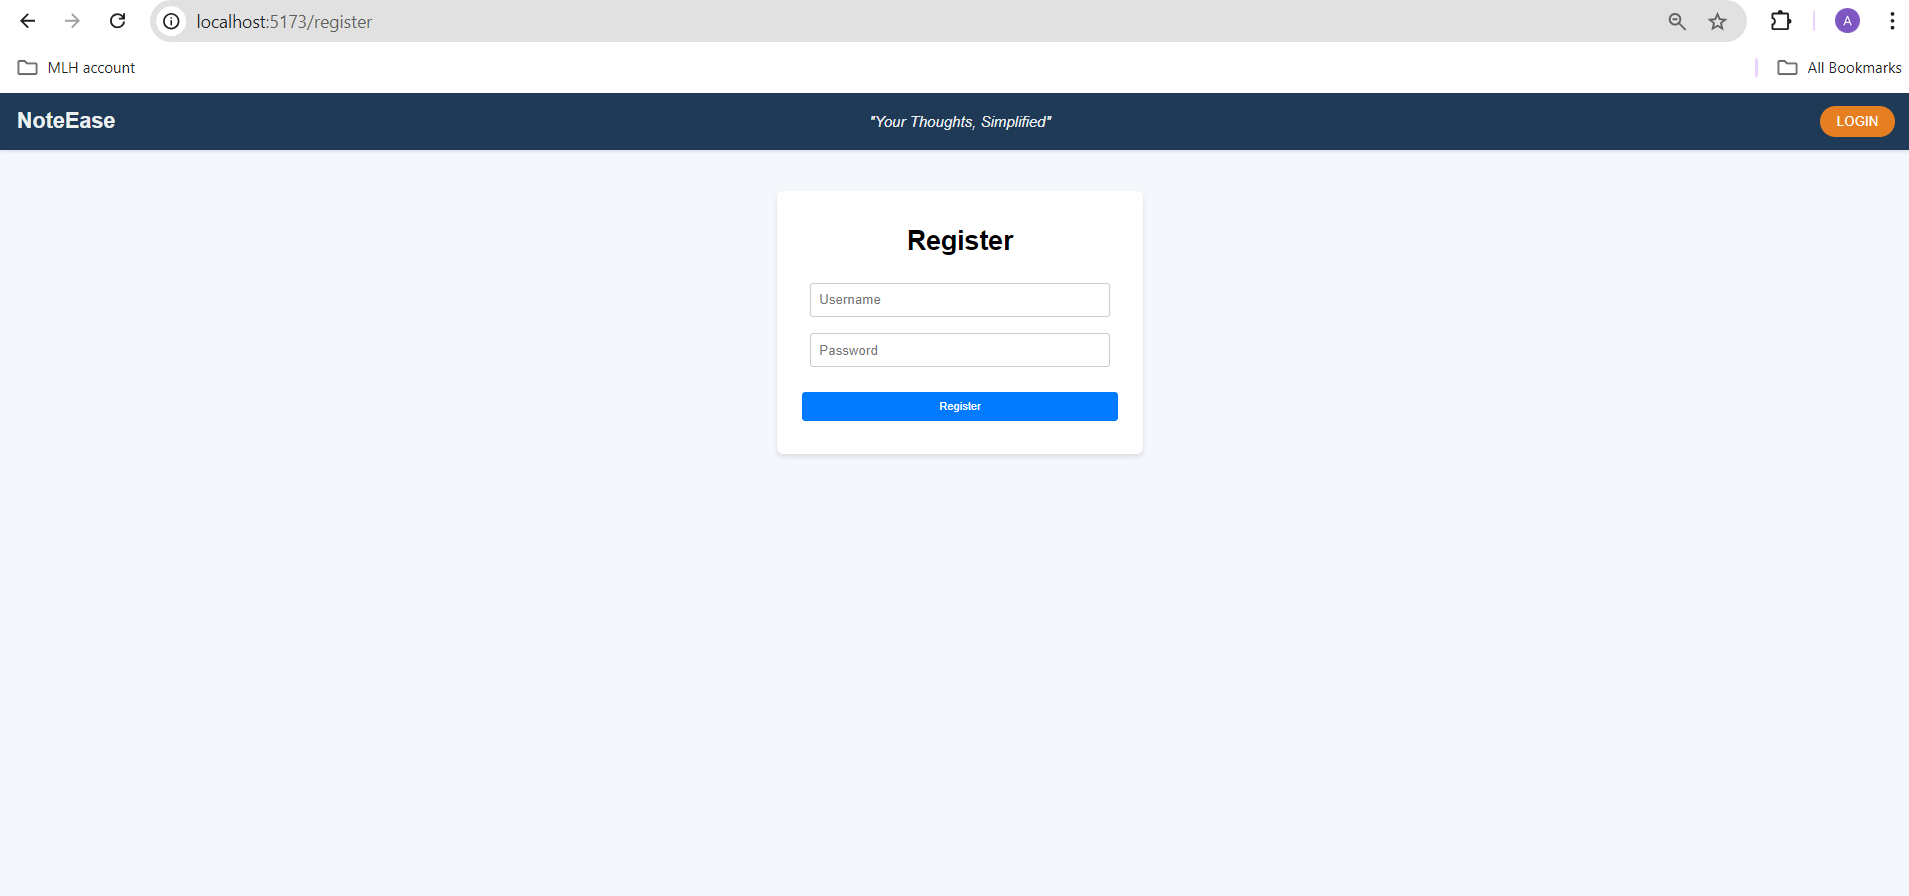 localhost:5173/register
A
MLH account
All Bookmarks
NoteEase
"Your Thoughts, Simplified"
LOGIN
Register
Username
Password
Register